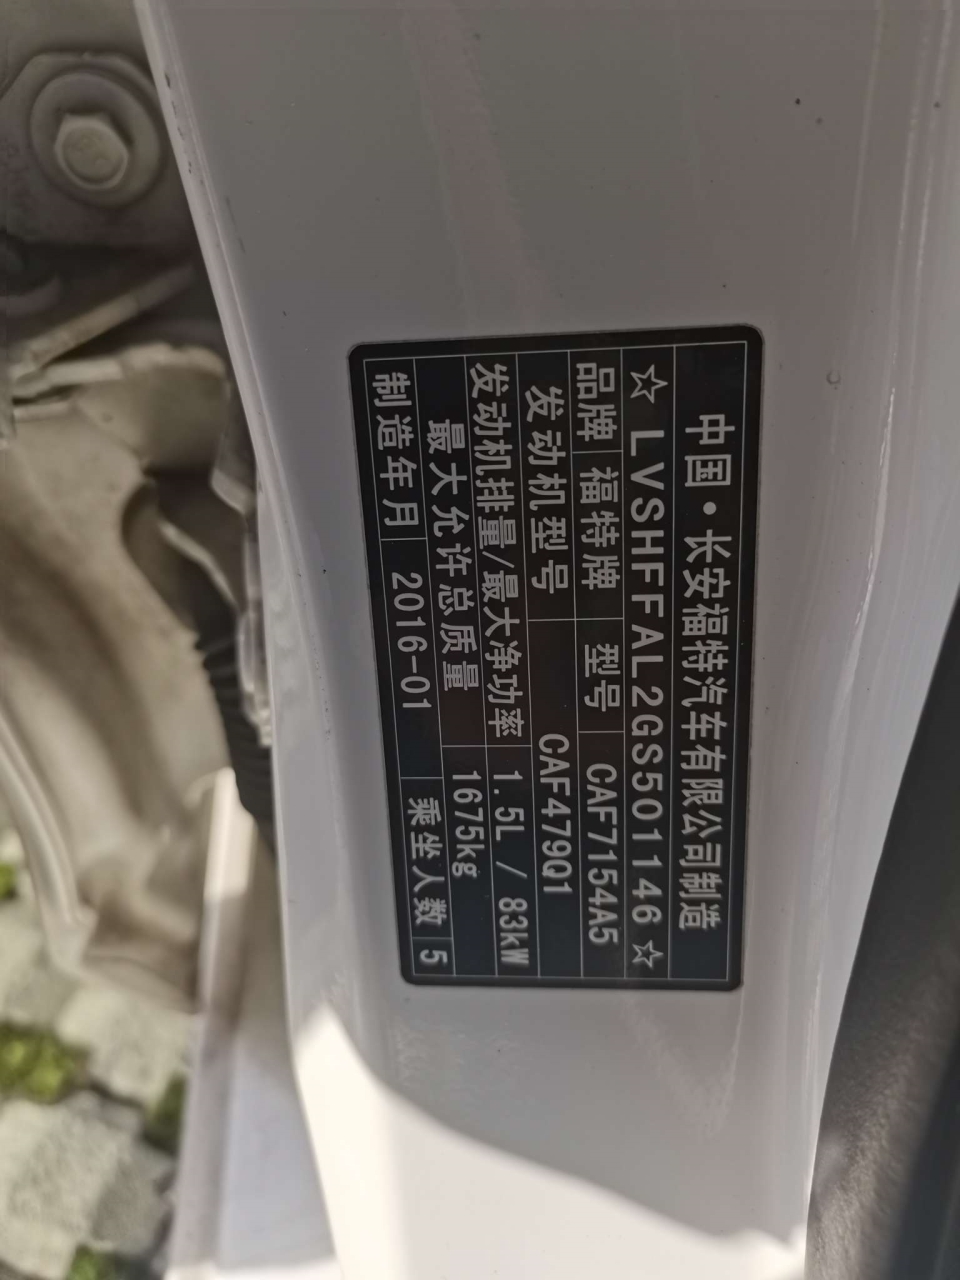 中国·长安福特汽车有限公司制造
☆ LVSHFFAL2GS501146 ☆
品牌 福特牌 型号 CAF7154A5
发动机型号 CAF479Q1
发动机排量/最大净功率 1.5L / 83kW
最大允许总质量 1675kg
制造年月 2016-01 乘坐人数 5